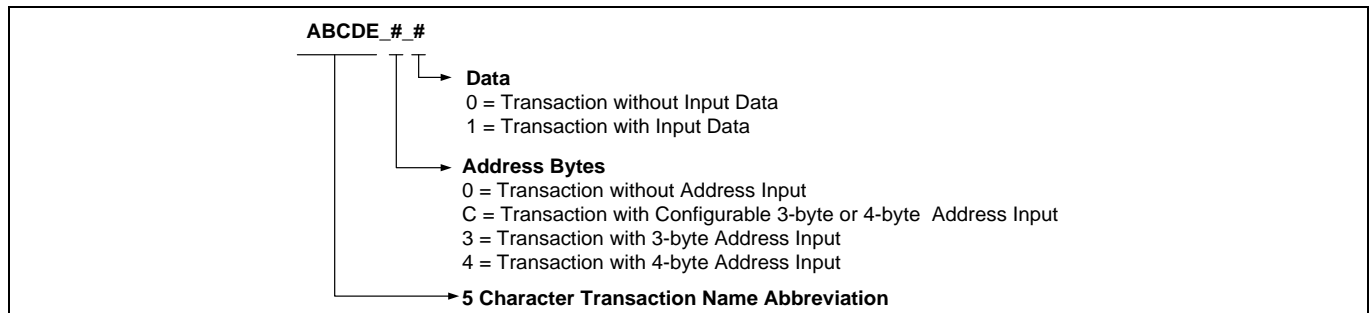 ABCDE_#_#
Data
0 = Transaction without Input Data
1 = Transaction with Input Data
Address Bytes
0 = Transaction without Address Input
C = Transaction with Configurable 3-byte or 4-byte Address Input
3 = Transaction with 3-byte Address Input
4 = Transaction with 4-byte Address Input
5 Character Transaction Name Abbreviation